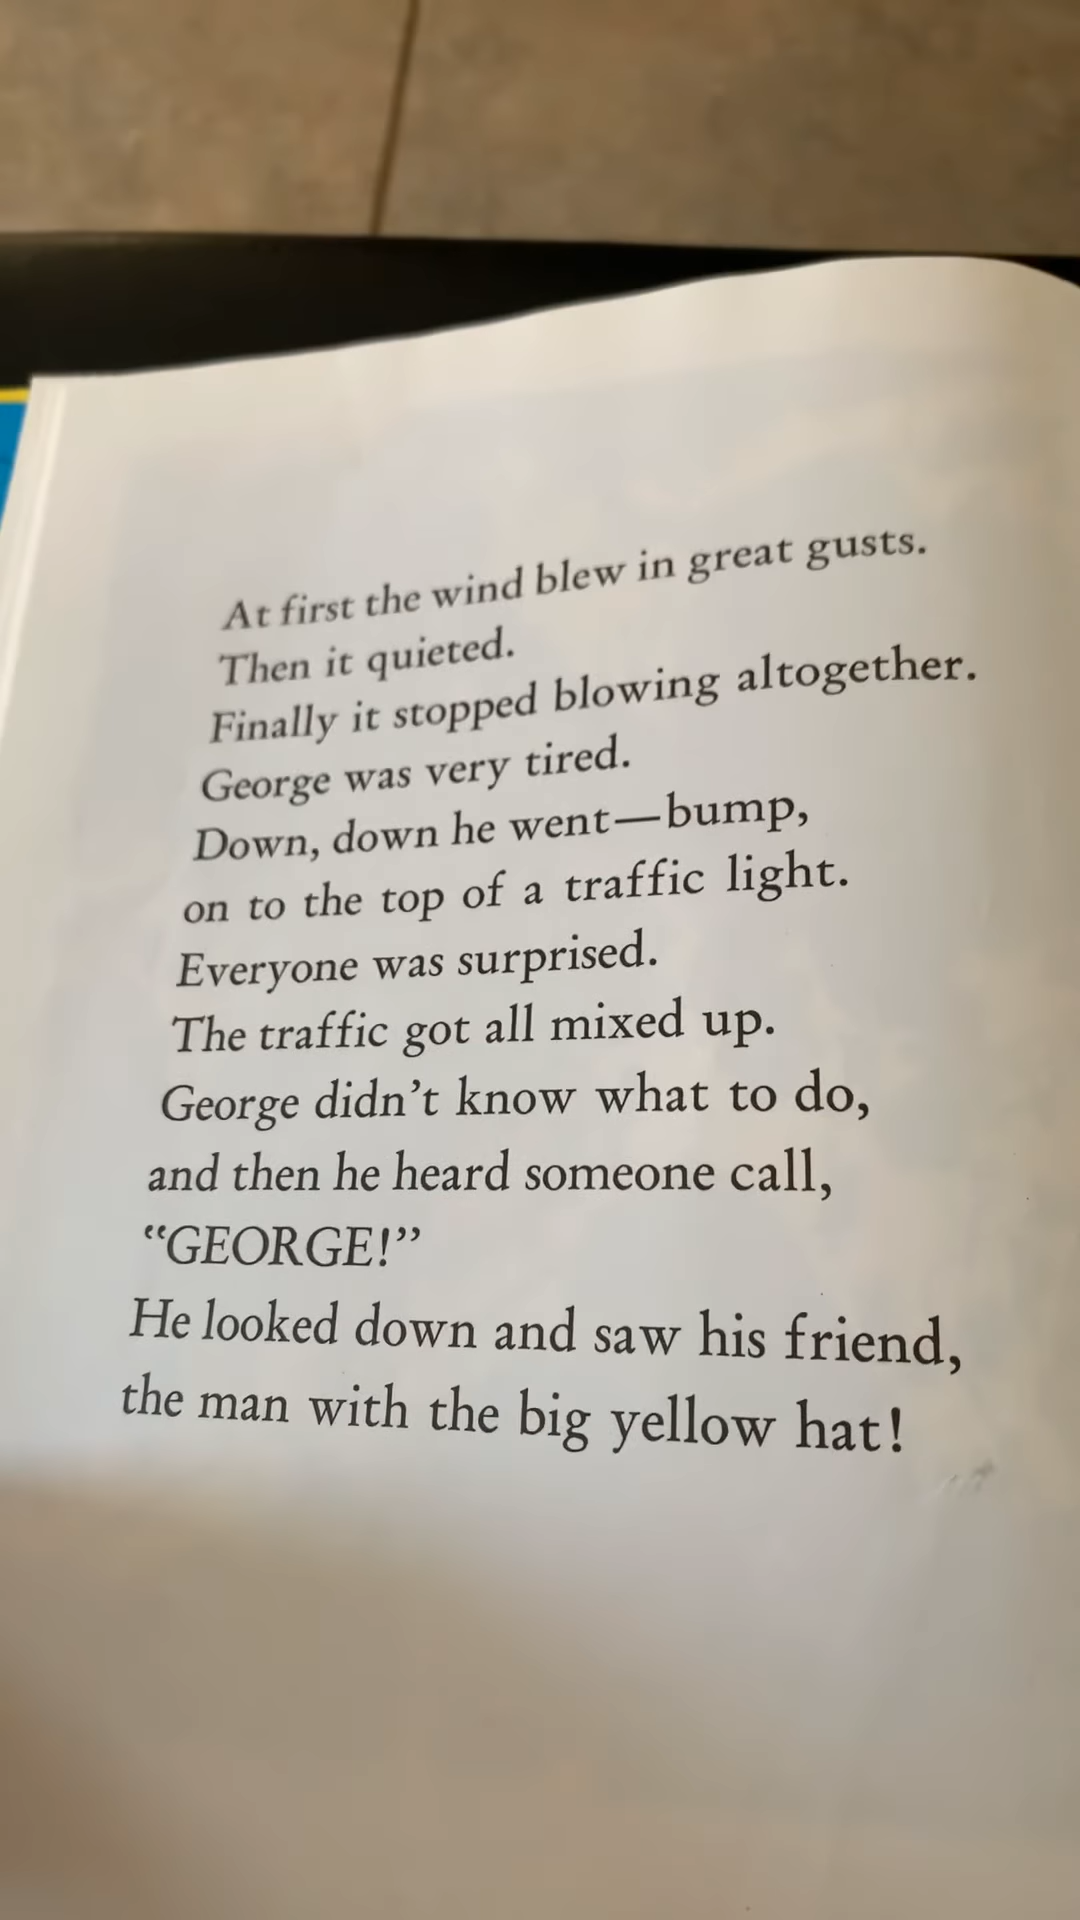 At first the wind blew in great gusts.
Then it quieted.
Finally it stopped blowing altogether.
George was very tired.
Down, down he went—bump,
on to the top of a traffic light.
Everyone was surprised.
The traffic got all mixed up.
George didn’t know what to do,
and then he heard someone call,
“GEORGE!”
He looked down and saw his friend,
the man with the big yellow hat!